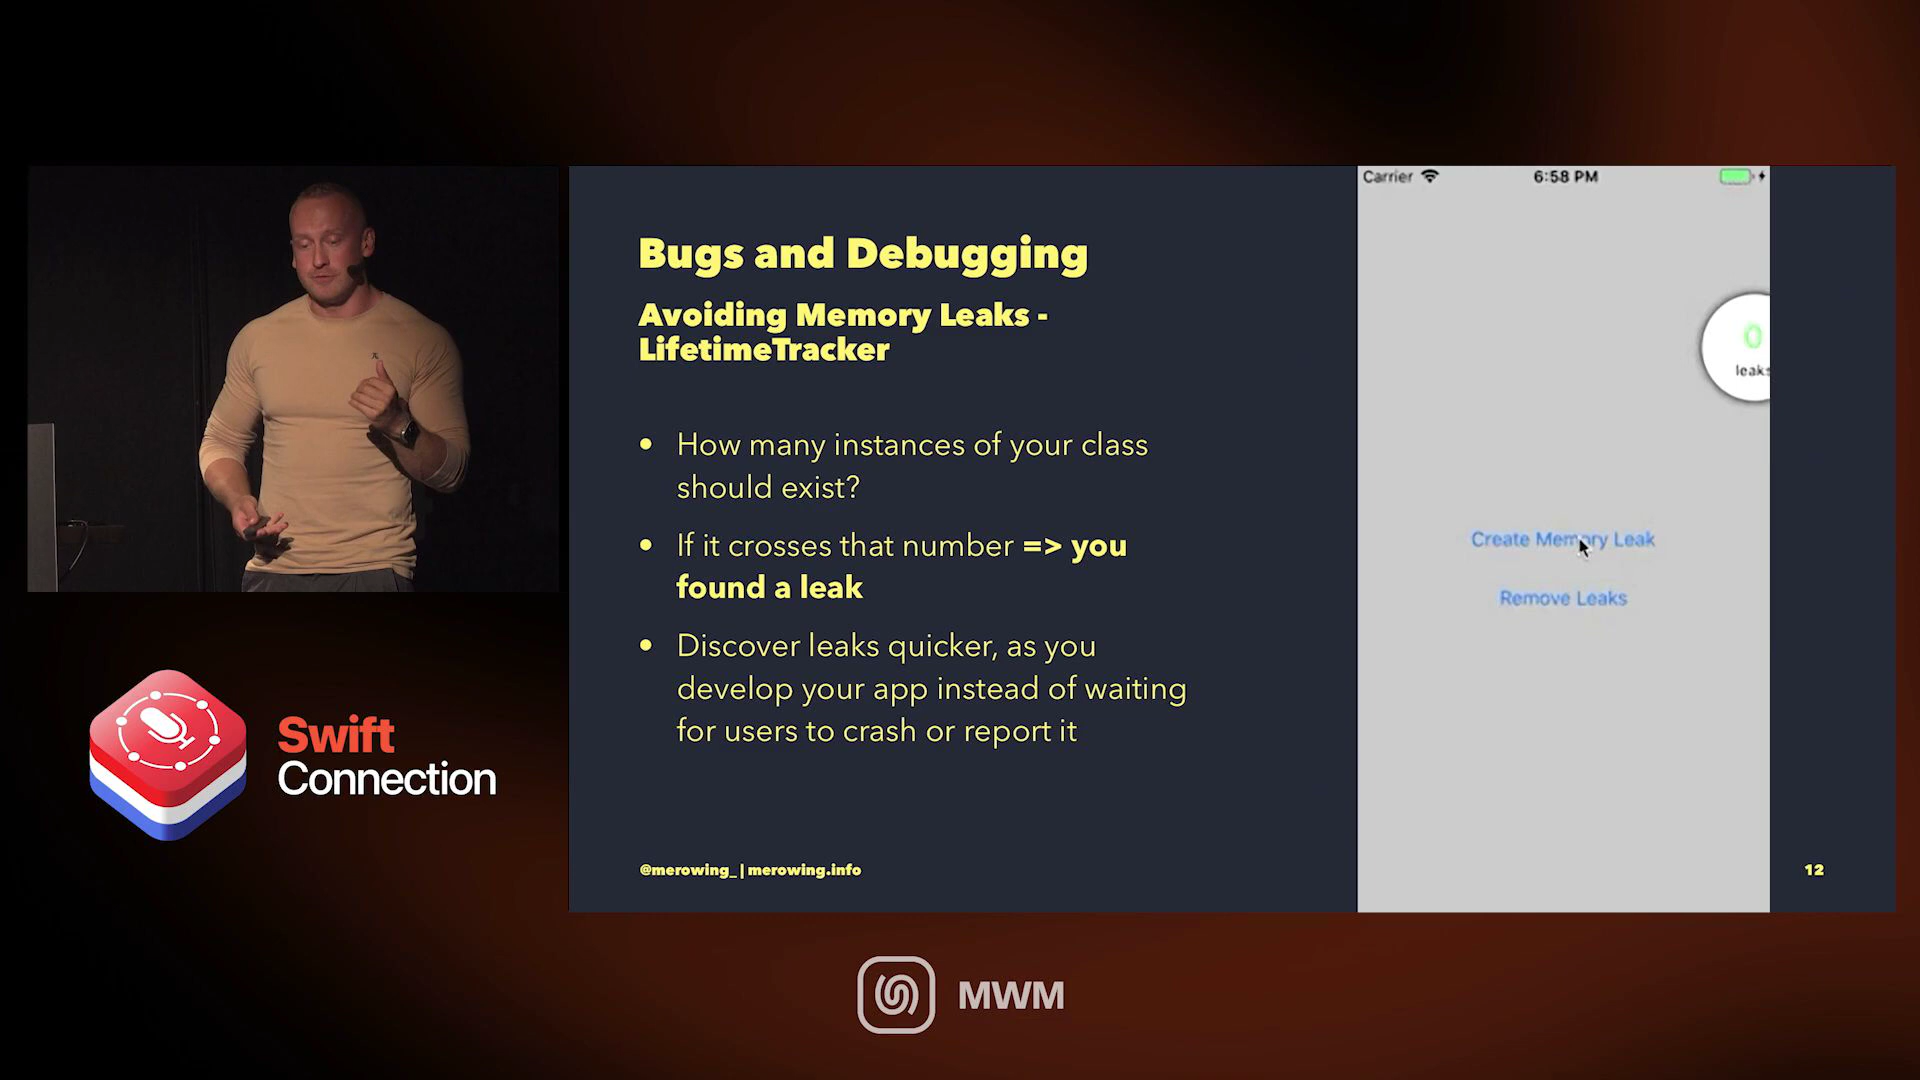 Bugs and Debugging
Avoiding Memory Leaks -
LifetimeTracker
• How many instances of your class
should exist?
• If it crosses that number => you
found a leak
• Discover leaks quicker, as you
develop your app instead of waiting
for users to crash or report it
@merowing_ | merowing.info
12
Carrier
6:58 PM
0
leaks
Create Memory Leak
Remove Leaks
Swift
Connection
MWM